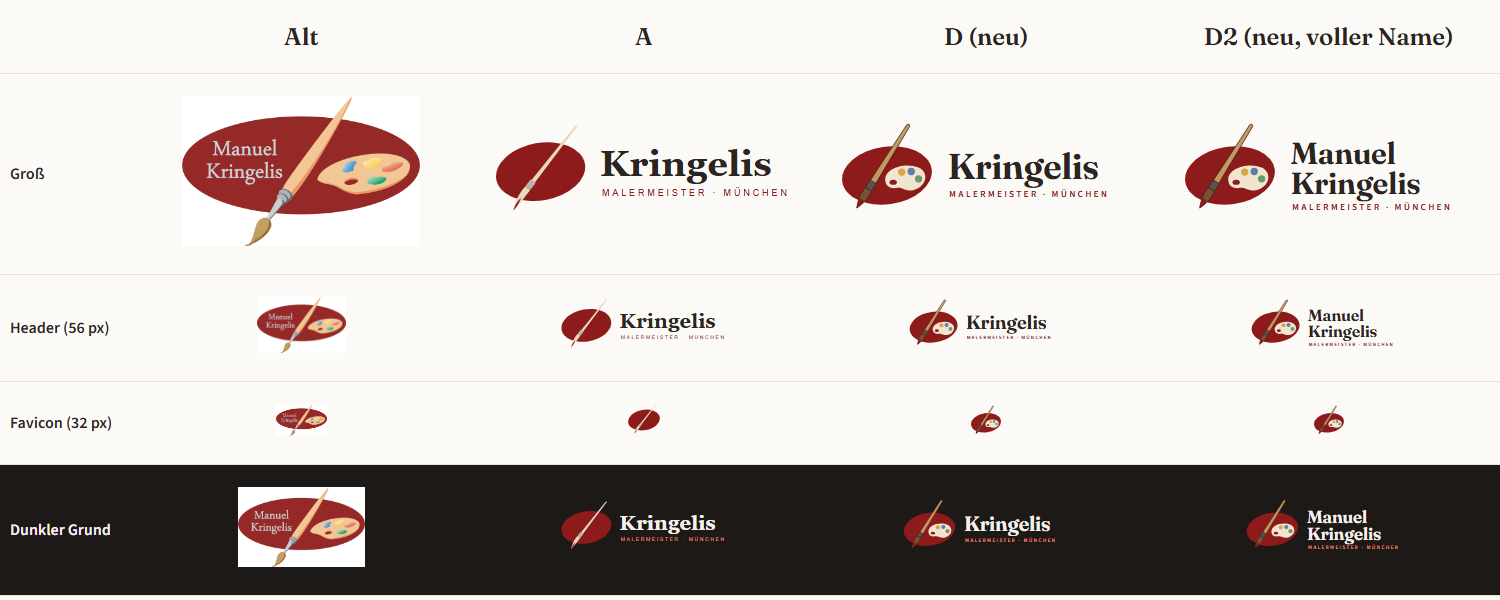 Alt A D (neu) D2 (neu, voller Name)
Groß
Manuel
Kringelis
Kringelis
MALERMEISTER · MÜNCHEN
Kringelis
MALERMEISTER · MÜNCHEN
Manuel
Kringelis
MALERMEISTER · MÜNCHEN
Header (56 px)
Manuel
Kringelis
Kringelis
MALERMEISTER · MÜNCHEN
Kringelis
MALERMEISTER · MÜNCHEN
Manuel
Kringelis
MALERMEISTER · MÜNCHEN
Favicon (32 px)
Manuel
Kringelis
Dunkler Grund
Manuel
Kringelis
Kringelis
MALERMEISTER · MÜNCHEN
Kringelis
MALERMEISTER · MÜNCHEN
Manuel
Kringelis
MALERMEISTER · MÜNCHEN